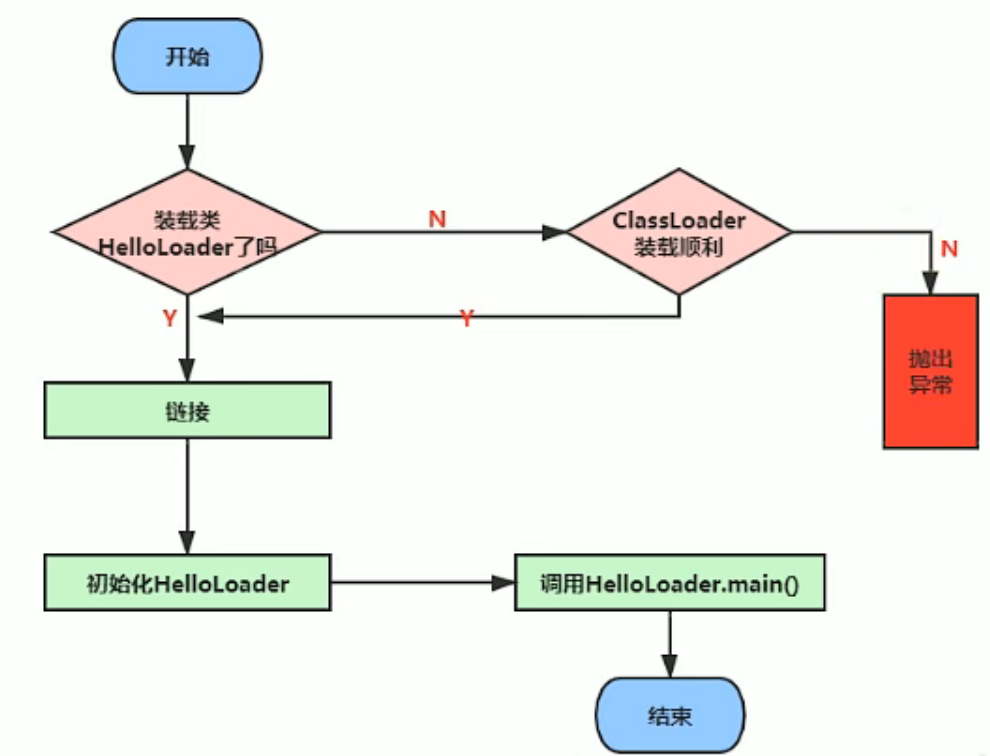 开始
装载类
HelloLoader了吗
N
ClassLoader
装载顺利
N
Y
Y
抛出
异常
链接
初始化HelloLoader
调用HelloLoader.main()
结束